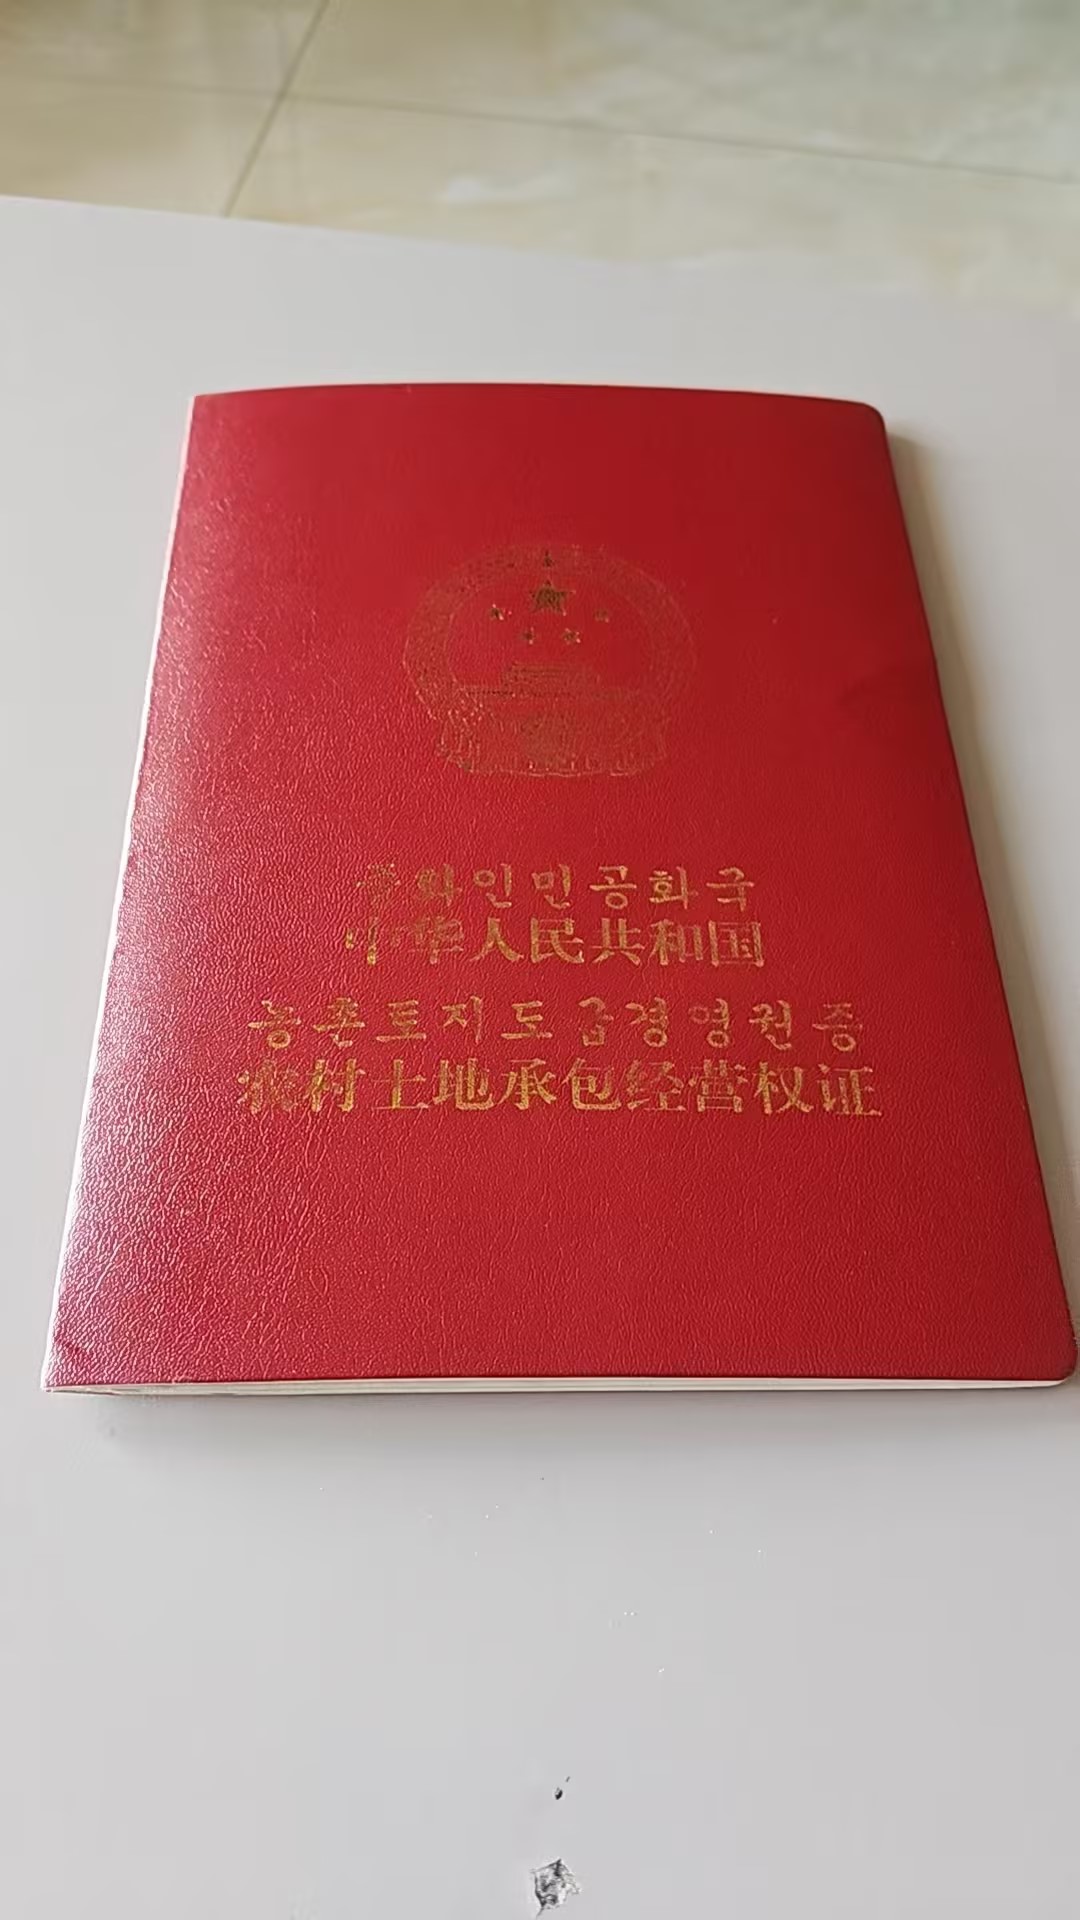 중화인민공화국
中华人民共和国
농촌토지도급경영권증
农村土地承包经营权证